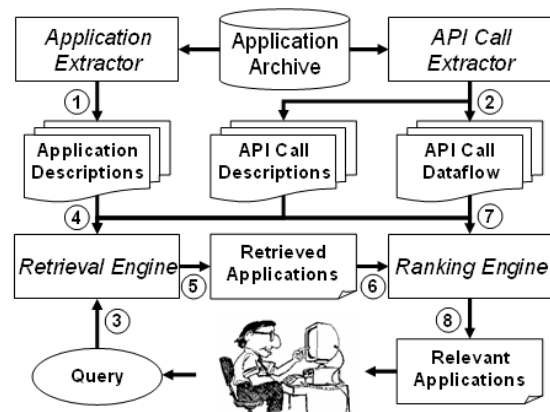 Application
Extractor
Application
Archive
API Call
Extractor
1
2
Application
Descriptions
API Call
Descriptions
API Call
Dataflow
4
7
Retrieval Engine
5
Retrieved
Applications
6
Ranking Engine
3
8
Query
Relevant
Applications